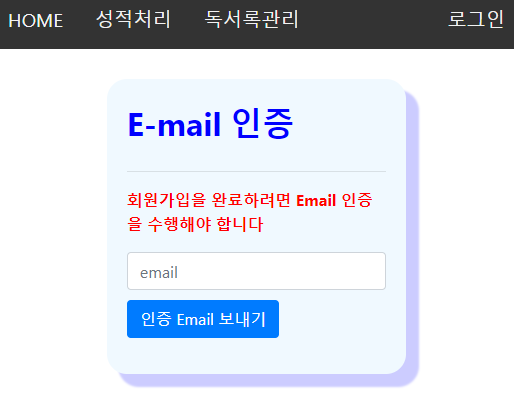 HOME 성적처리 독서록관리 로그인
E-mail 인증
회원가입을 완료하려면 Email 인증
을 수행해야 합니다
email
인증 Email 보내기